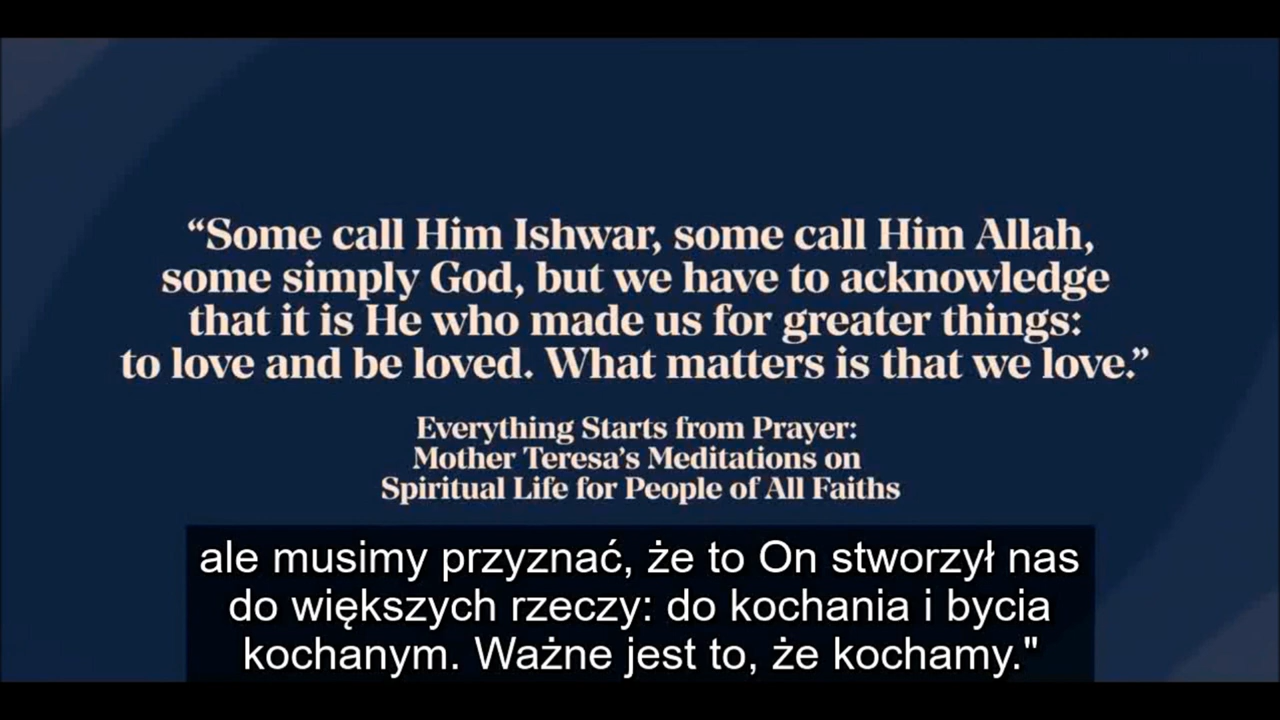 “Some call Him Ishwar, some call Him Allah,
some simply God, but we have to acknowledge
that it is He who made us for greater things:
to love and be loved. What matters is that we love.”
Everything Starts from Prayer:
Mother Teresa’s Meditations on
Spiritual Life for People of All Faiths
ale musimy przyznać, że to On stworzył nas
do większych rzeczy: do kochania i bycia
kochanym. Ważne jest to, że kochamy."